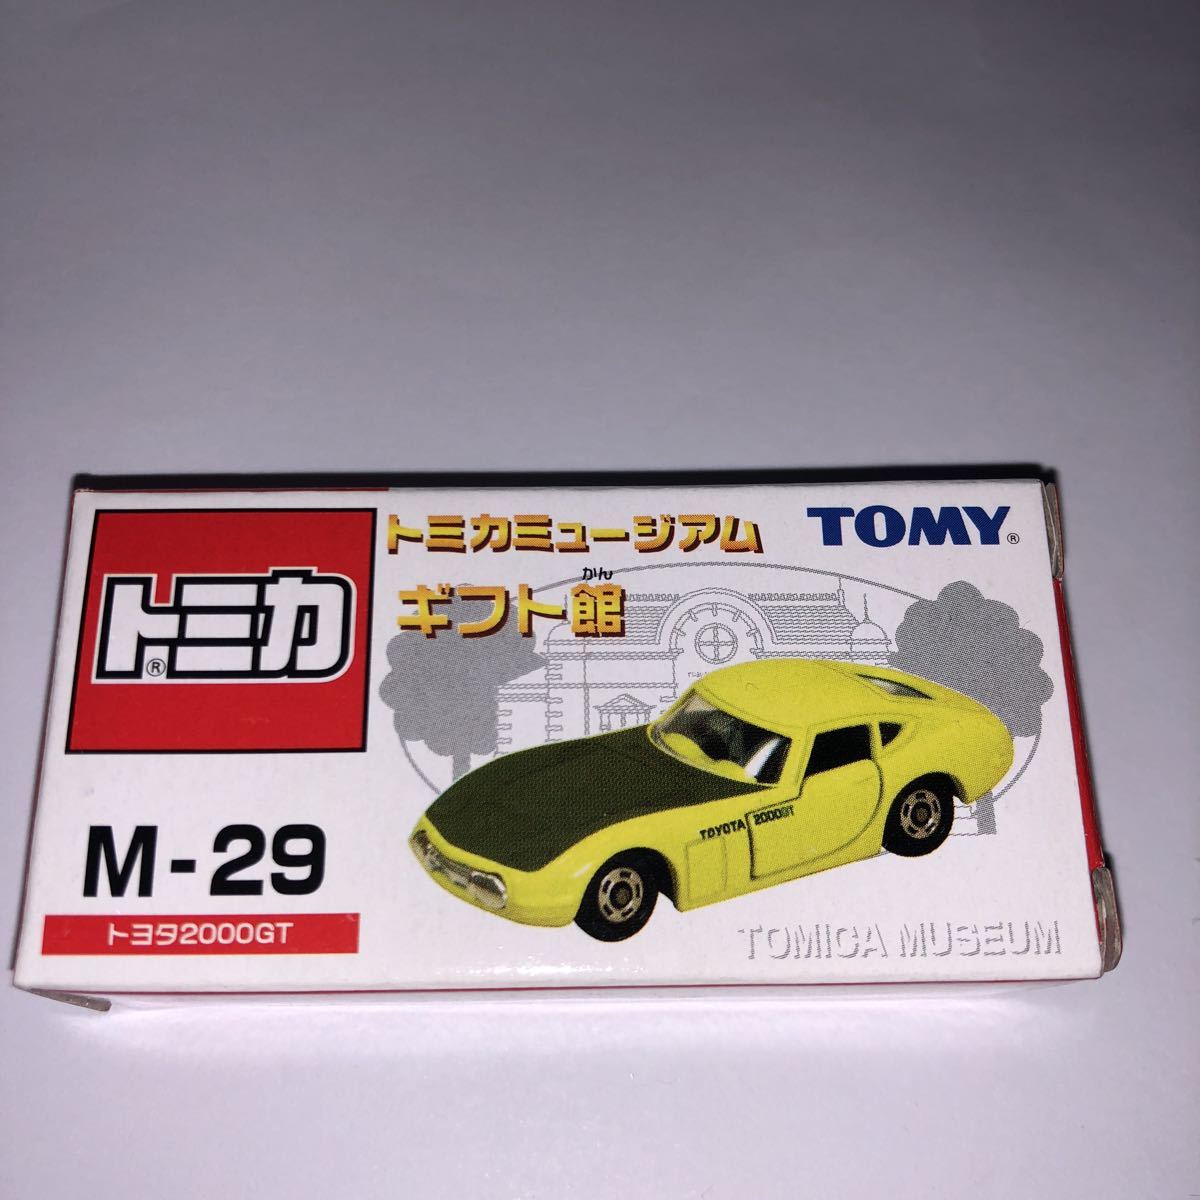 トミカ®
トミカミュージアム
かん
ギフト館
TOMY®
M-29
トヨタ2000GT
TOYOTA 2000GT
TOMICA MUSEUM